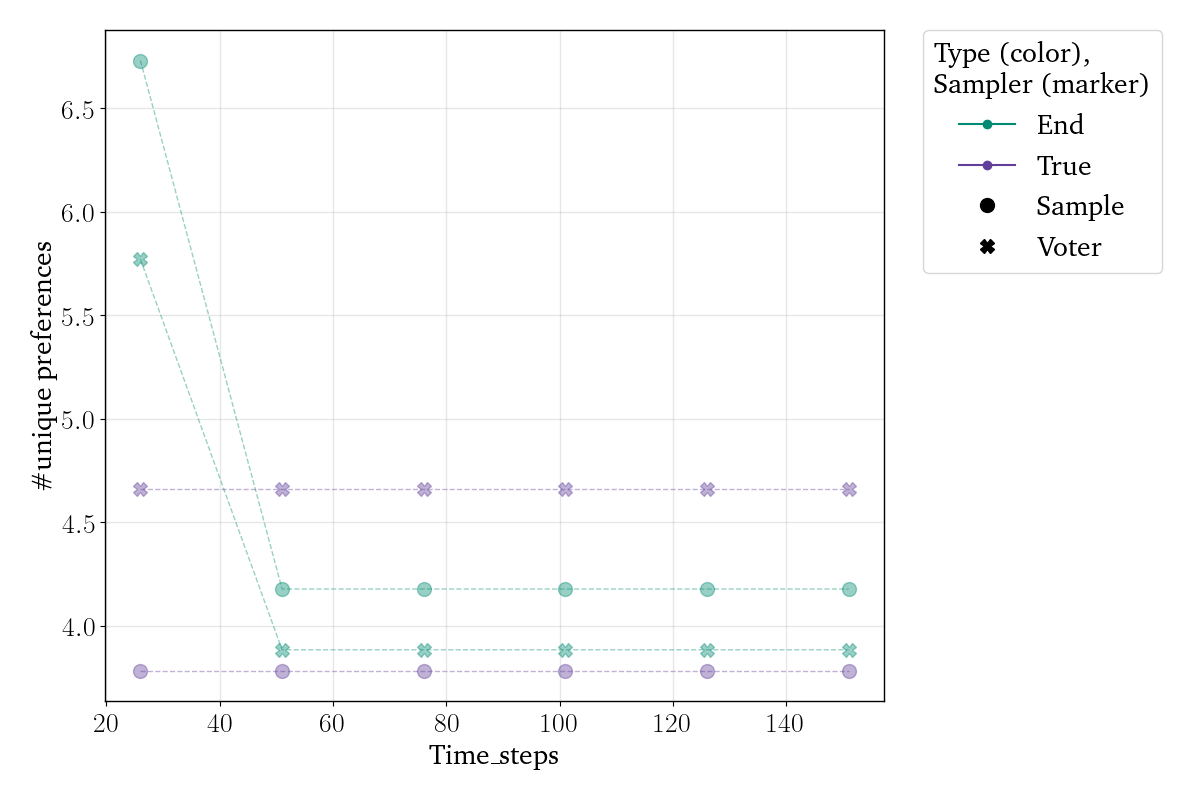 #unique preferences
6.5
6.0
5.5
5.0
4.5
4.0
20 40 60 80 100 120 140
Time_steps
Type (color),
Sampler (marker)
End
True
Sample
Voter